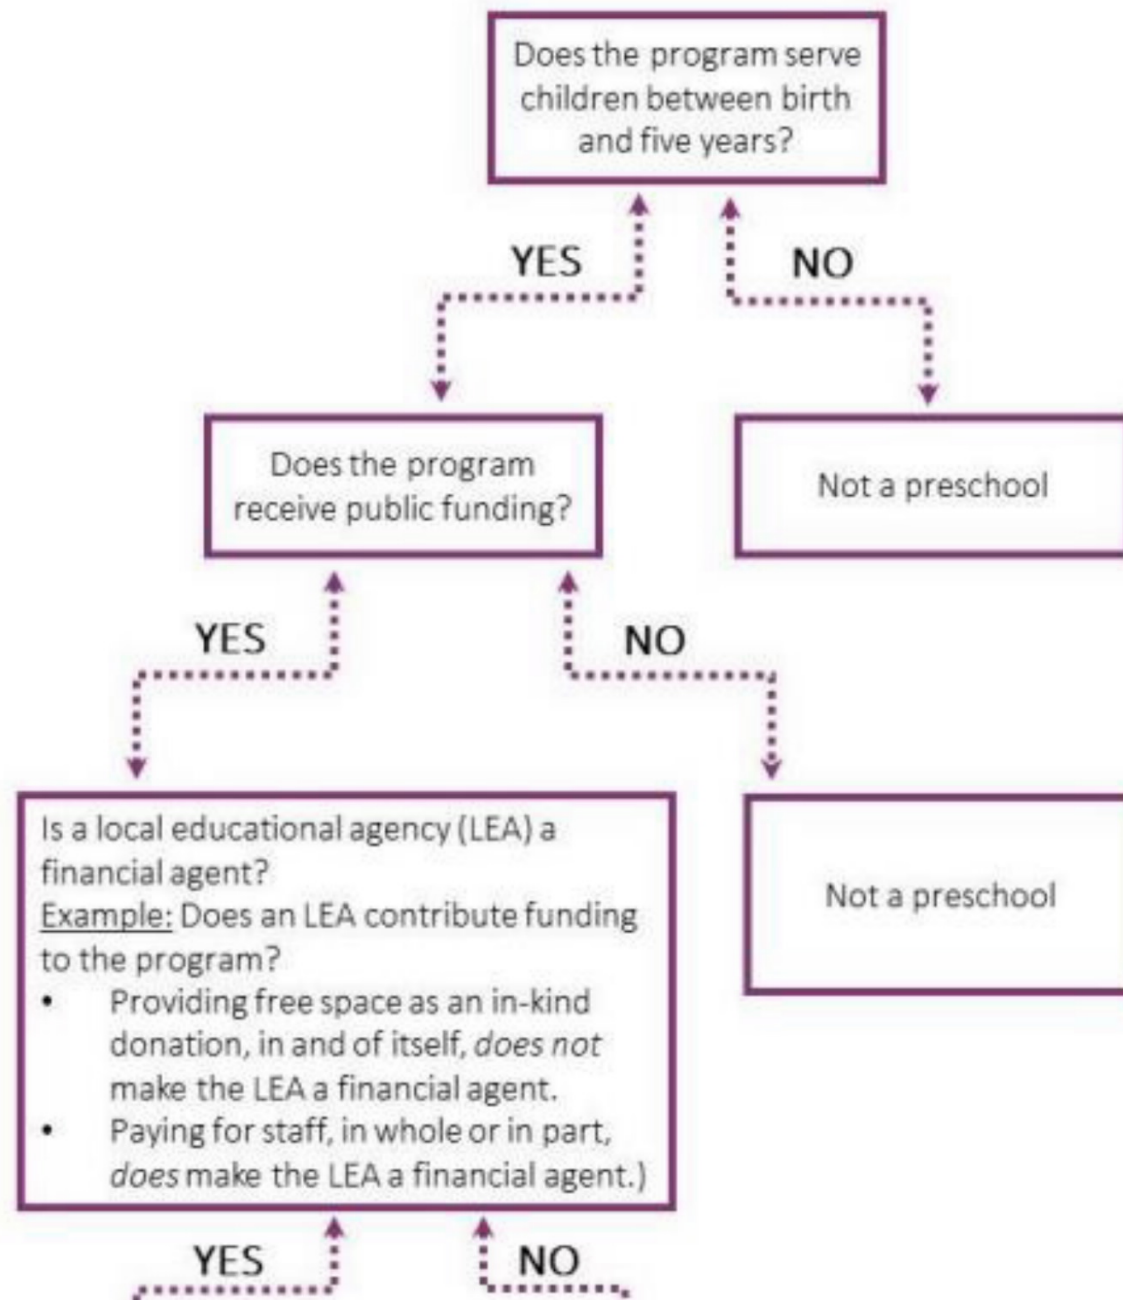 Does the program serve
children between birth
and five years?
YES
NO
Does the program
receive public funding?
Not a preschool
YES
NO
Is a local educational agency (LEA) a
financial agent?
Example: Does an LEA contribute funding
to the program?
• Providing free space as an in-kind
donation, in and of itself, does not
make the LEA a financial agent.
• Paying for staff, in whole or in part,
does make the LEA a financial agent.)
Not a preschool
YES
NO